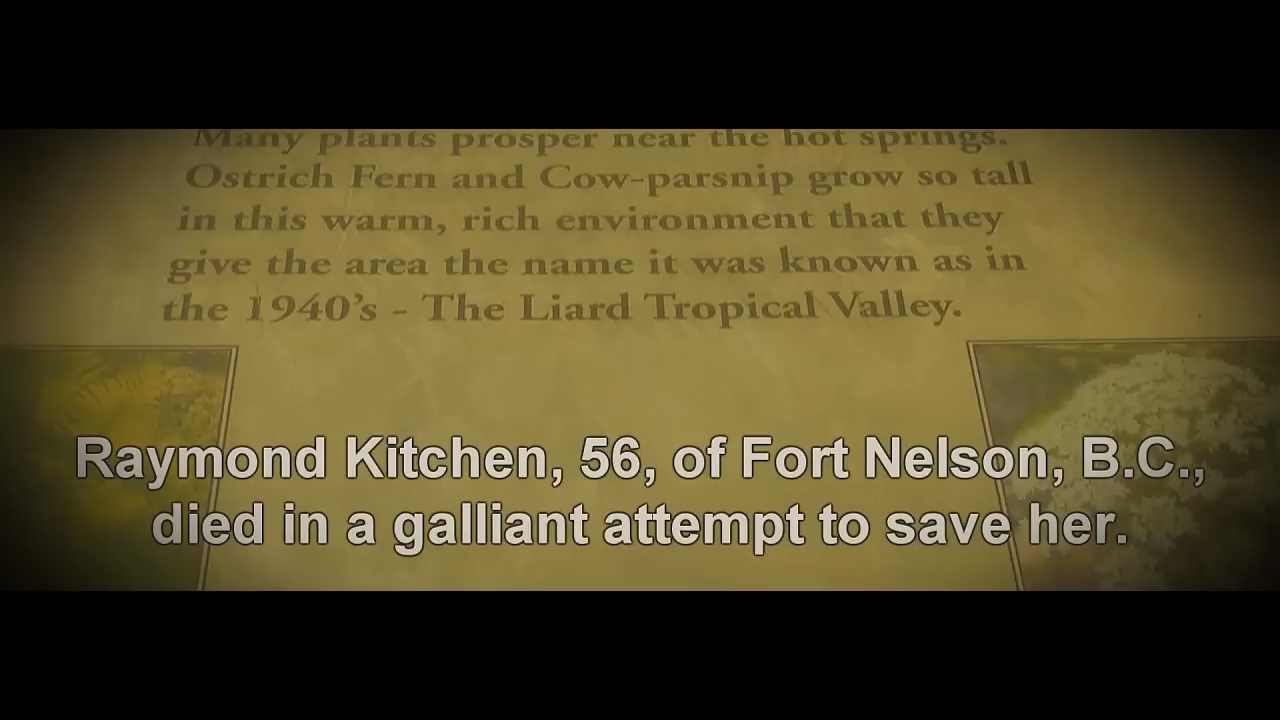 Many plants prosper near the hot springs.
Ostrich Fern and Cow-parsnip grow so tall
in this warm, rich environment that they
give the area the name it was known as in
the 1940's - The Liard Tropical Valley.
Raymond Kitchen, 56, of Fort Nelson, B.C.,
died in a galliant attempt to save her.